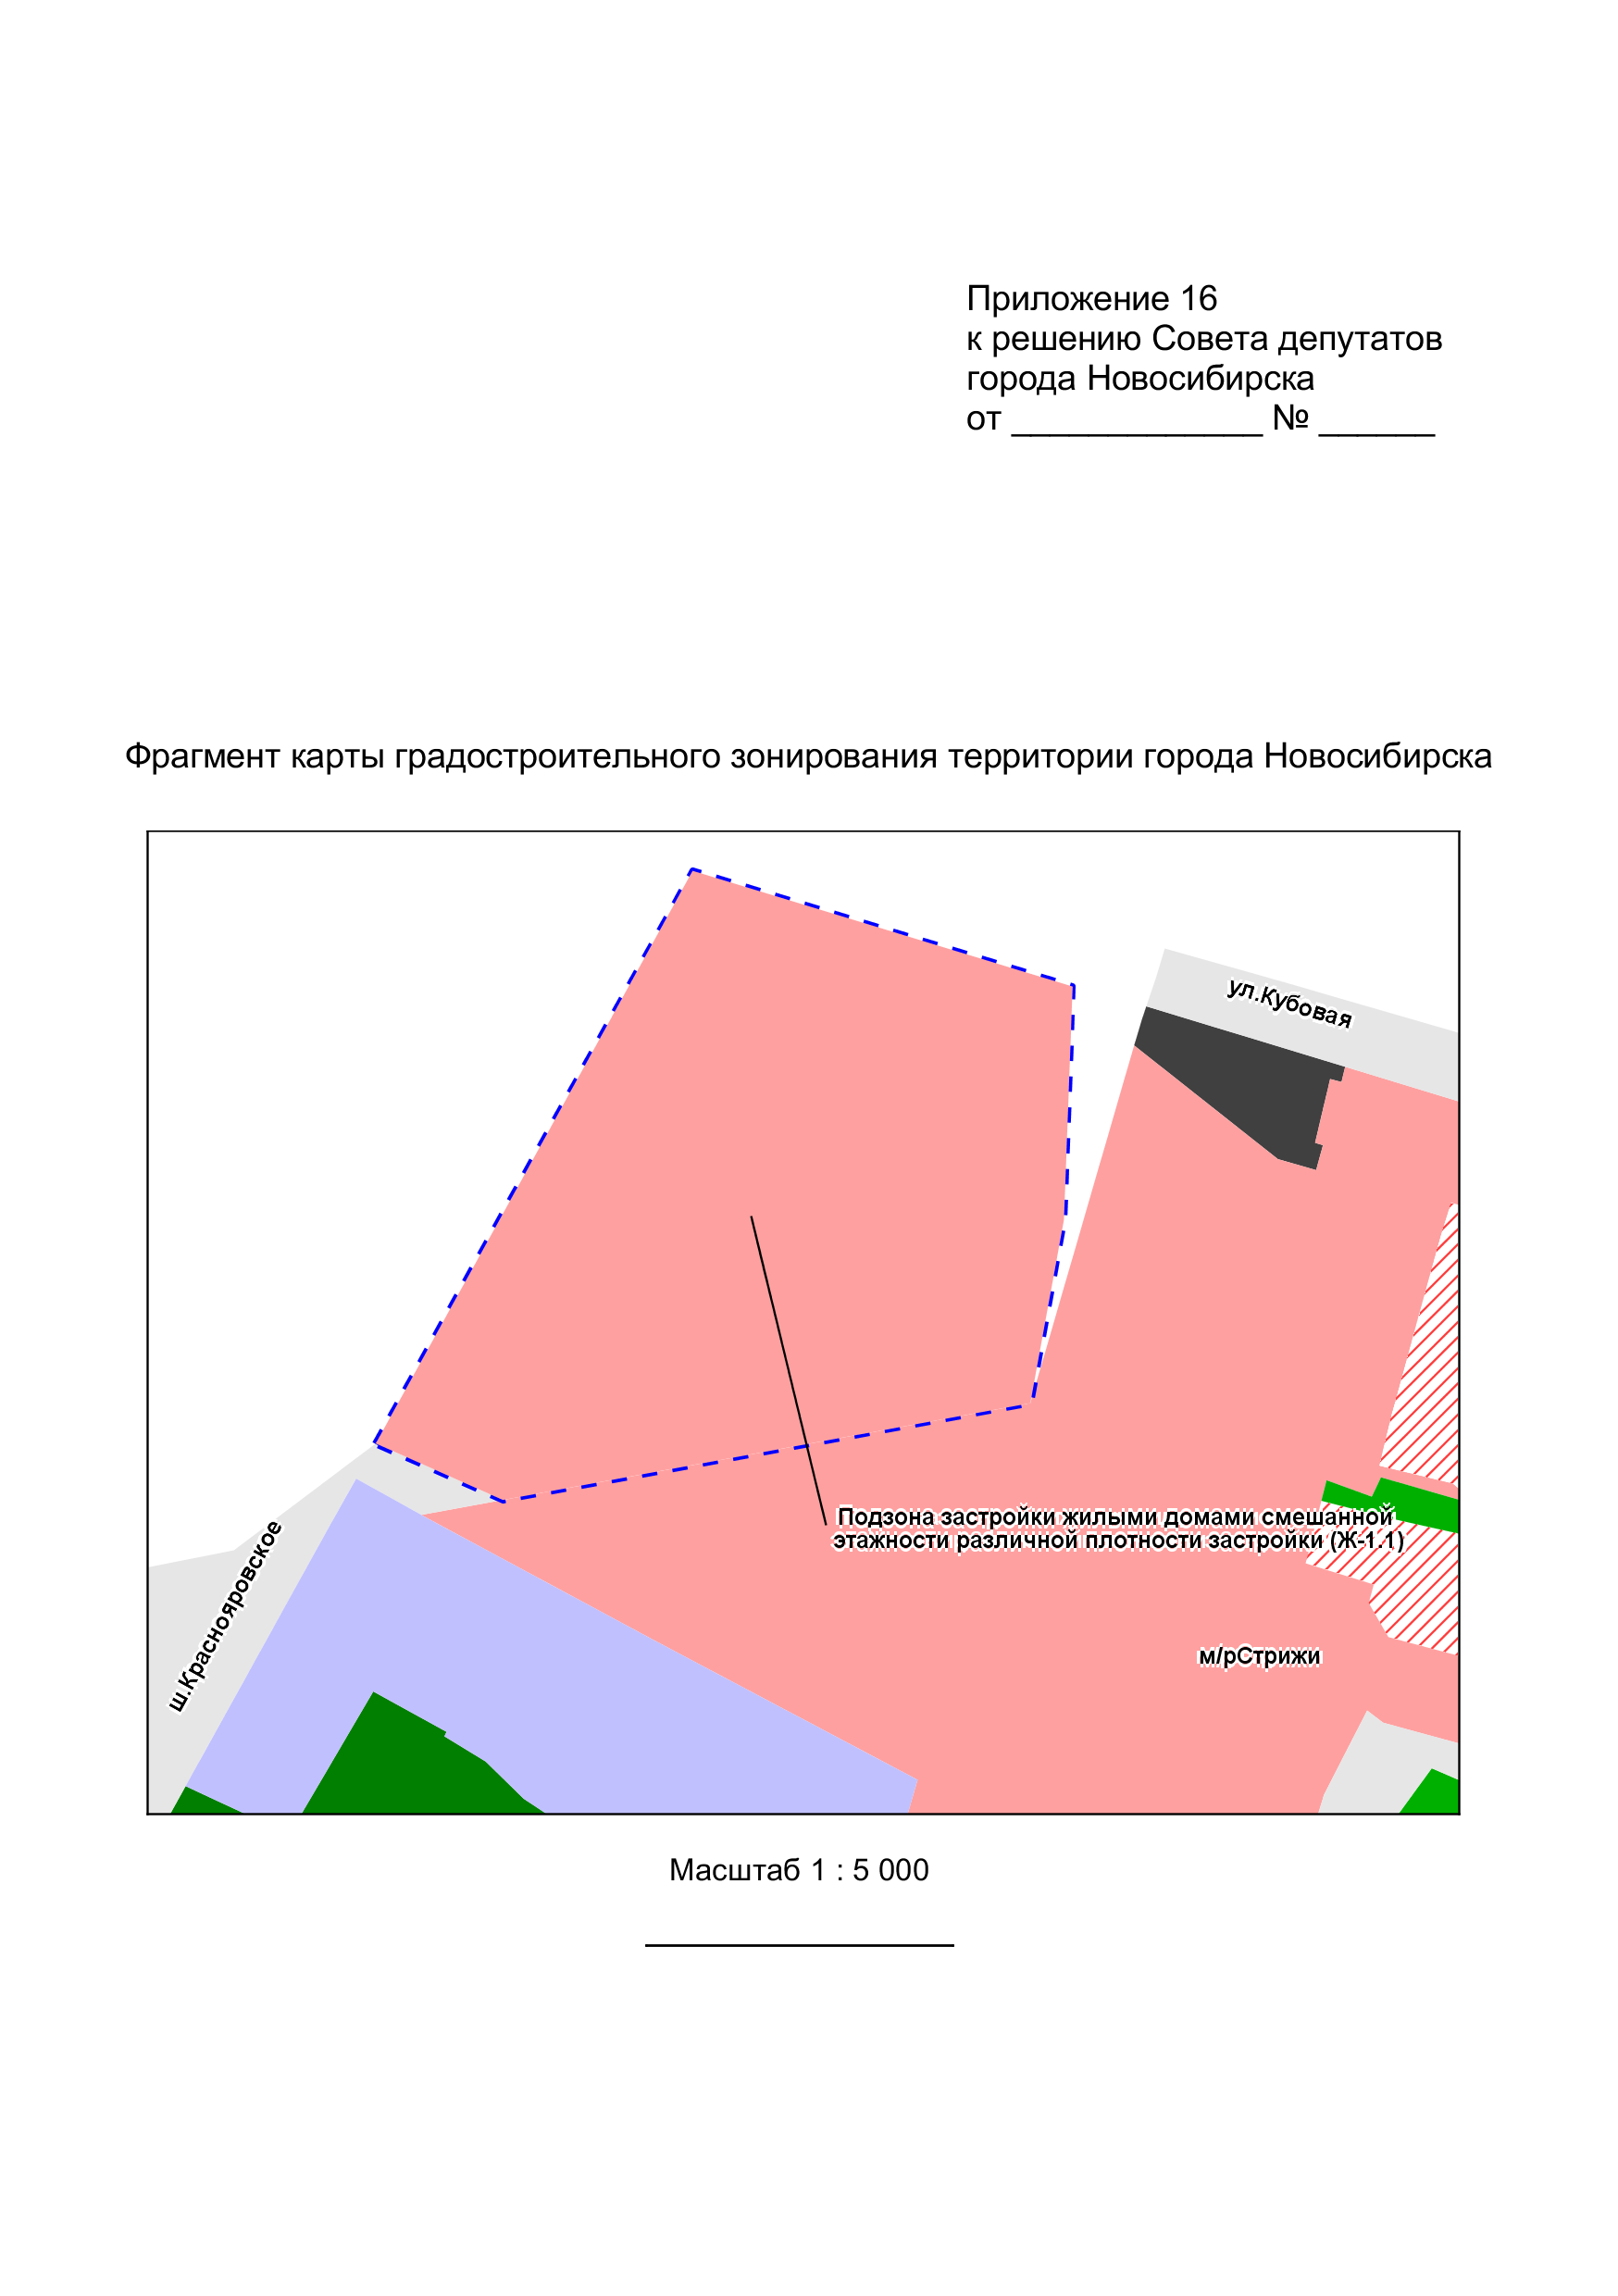 Приложение 16
к решению Совета депутатов
города Новосибирска
от _____________ № ______
Фрагмент карты градостроительного зонирования территории города Новосибирска
ул.Кубовая
Подзона застройки жилыми домами смешанной
этажности различной плотности застройки (Ж-1.1)
ш.Краснояровское
м/рСтрижи
Масштаб 1 : 5 000